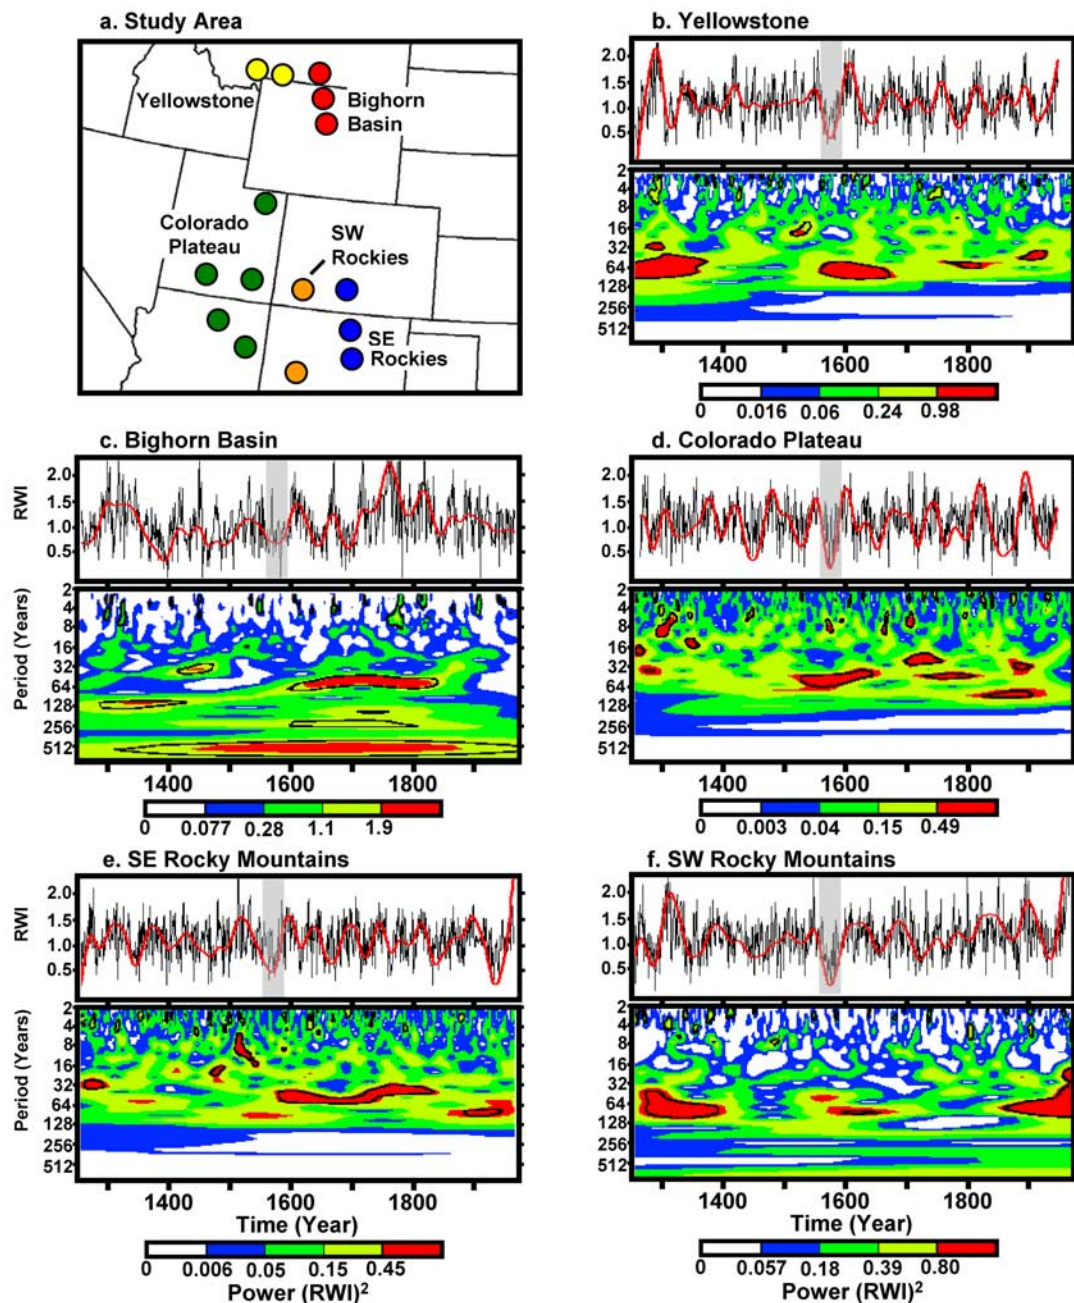 a. Study Area
Yellowstone
Bighorn
Basin
Colorado
Plateau
SW
Rockies
SE
Rockies
b. Yellowstone
2.0
1.5
1.0
0.5
2
4
8
16
32
64
128
256
512
1400 1600 1800
0 0.016 0.06 0.24 0.98
c. Bighorn Basin
RWI
2.0
1.5
1.0
0.5
Period (Years)
2
4
8
16
32
64
128
256
512
1400 1600 1800
0 0.077 0.28 1.1 1.9
d. Colorado Plateau
2.0
1.5
1.0
0.5
2
4
8
16
32
64
128
256
512
1400 1600 1800
0 0.003 0.04 0.15 0.49
e. SE Rocky Mountains
RWI
2.0
1.5
1.0
0.5
Period (Years)
2
4
8
16
32
64
128
256
512
1400 1600 1800
Time (Year)
0 0.006 0.05 0.15 0.45
Power (RWI)²
f. SW Rocky Mountains
2.0
1.5
1.0
0.5
2
4
8
16
32
64
128
256
512
1400 1600 1800
Time (Year)
0 0.057 0.18 0.39 0.80
Power (RWI)²